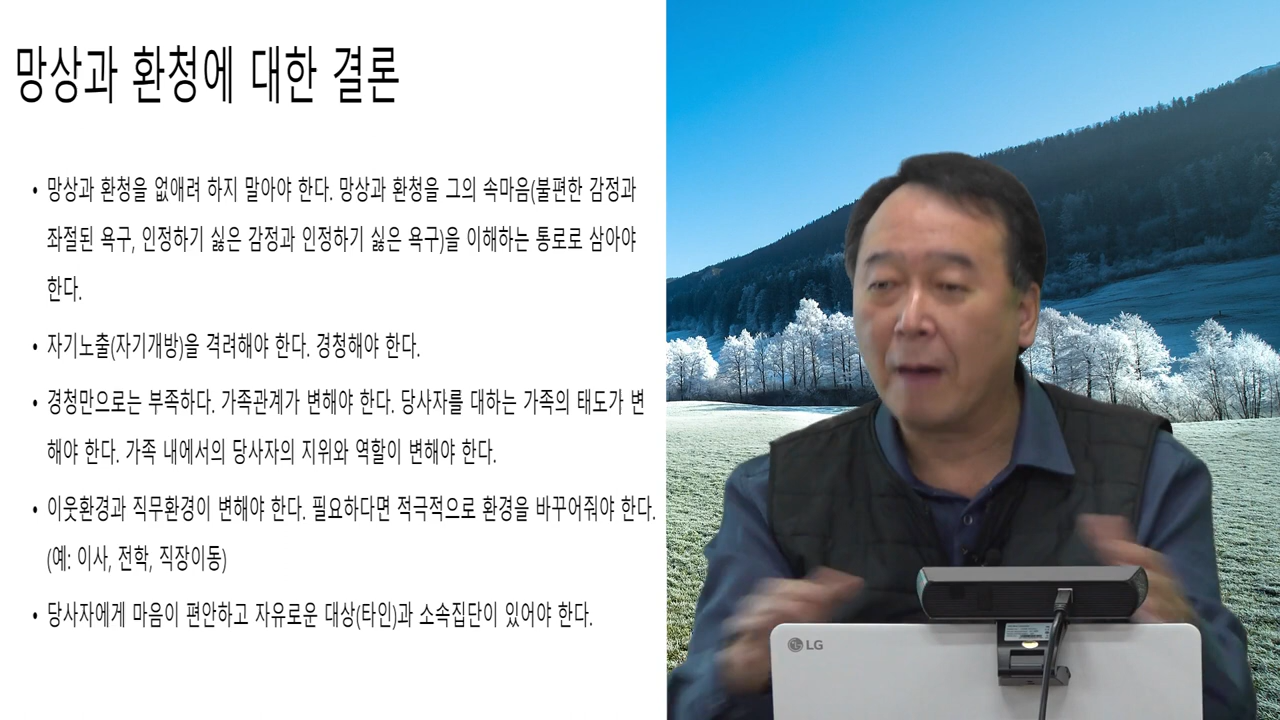 망상과 환청에 대한 결론
• 망상과 환청을 없애려 하지 말아야 한다. 망상과 환청을 그의 속마음(불편한 감정과
좌절된 욕구, 인정하기 싫은 감정과 인정하기 싫은 욕구)을 이해하는 통로로 삼아야
한다.
• 자기노출(자기개방)을 격려해야 한다. 경청해야 한다.
• 경청만으로는 부족하다. 가족관계가 변해야 한다. 당사자를 대하는 가족의 태도가 변
해야 한다. 가족 내에서의 당사자의 지위와 역할이 변해야 한다.
• 이웃환경과 직무환경이 변해야 한다. 필요하다면 적극적으로 환경을 바꾸어줘야 한다.
(예: 이사, 전학, 직장이동)
• 당사자에게 마음이 편안하고 자유로운 대상(타인)과 소속집단이 있어야 한다.
LG